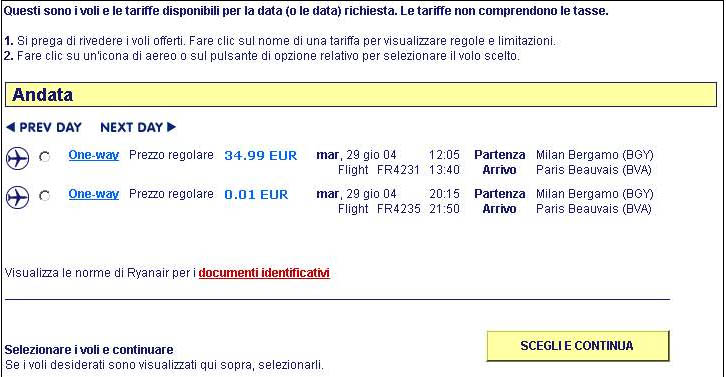 Questi sono i voli e le tariffe disponibili per la data (o le data) richiesta. Le tariffe non comprendono le tasse.
1. Si prega di rivedere i voli offerti. Fare clic sul nome di una tariffa per visualizzare regole e limitazioni.
2. Fare clic su un'icona di aereo o sul pulsante di opzione relativo per selezionare il volo scelto.
Andata
PREV DAY NEXT DAY
One-way Prezzo regolare 34.99 EUR mar, 29 gio 04 12:05 Partenza Milan Bergamo (BGY)
Flight FR4231 13:40 Arrivo Paris Beauvais (BVA)
One-way Prezzo regolare 0.01 EUR mar, 29 gio 04 20:15 Partenza Milan Bergamo (BGY)
Flight FR4235 21:50 Arrivo Paris Beauvais (BVA)
Visualizza le norme di Ryanair per i documenti identificativi
SCEGLI E CONTINUA
Selezionare i voli e continuare
Se i voli desiderati sono visualizzati qui sopra, selezionarli.